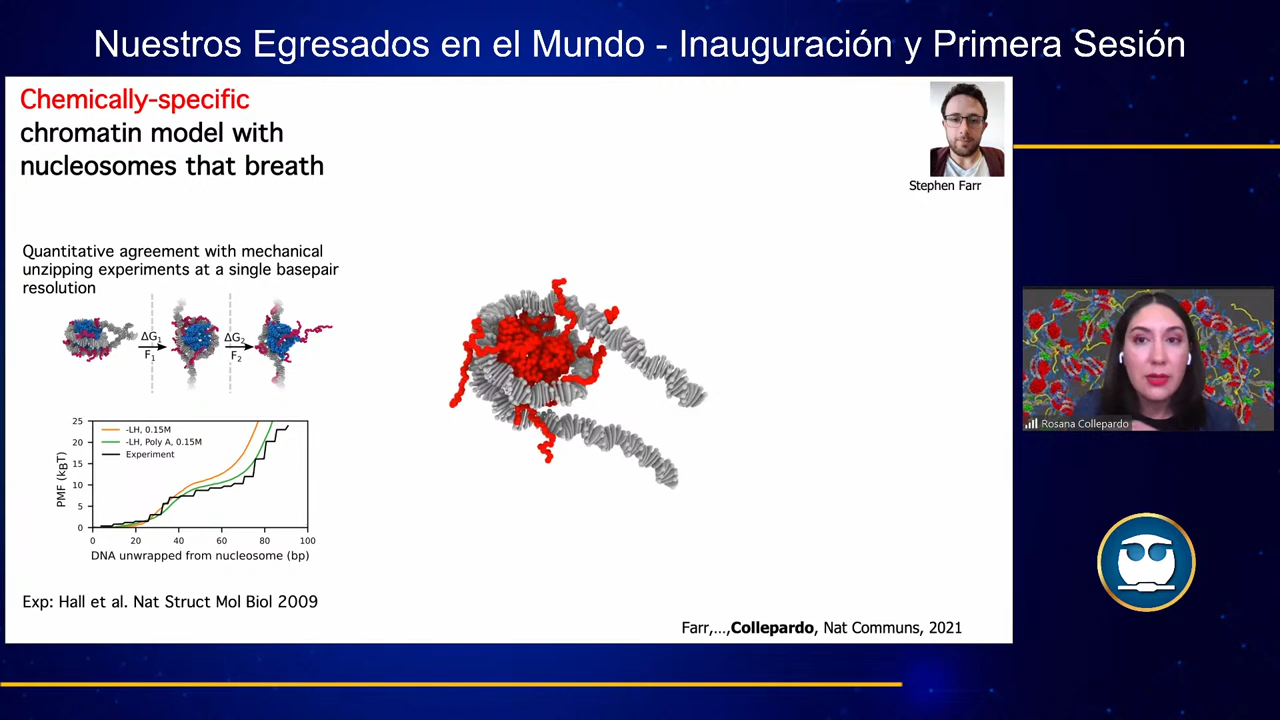 Nuestros Egresados en el Mundo - Inauguración y Primera Sesión
Chemically-specific
chromatin model with
nucleosomes that breath
Stephen Farr
Quantitative agreement with mechanical
unzipping experiments at a single basepair
resolution
ΔG1
F1
ΔG2
F2
25
20
15
10
5
0
PMF (kBT)
-LH, 0.15M
-LH, Poly A, 0.15M
Experiment
0 20 40 60 80 100
DNA unwrapped from nucleosome (bp)
Exp: Hall et al. Nat Struct Mol Biol 2009
Farr,...,Collepardo, Nat Communs, 2021
Rosana Collepardo